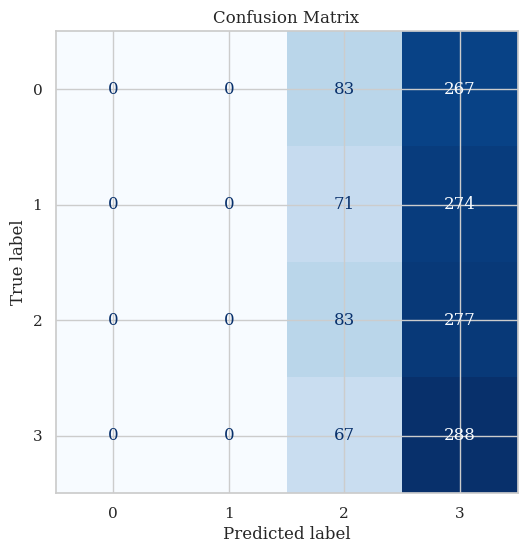 Confusion Matrix
0 0 0 83 267
1 0 0 71 274
2 0 0 83 277
3 0 0 67 288
0 1 2 3
True label
Predicted label